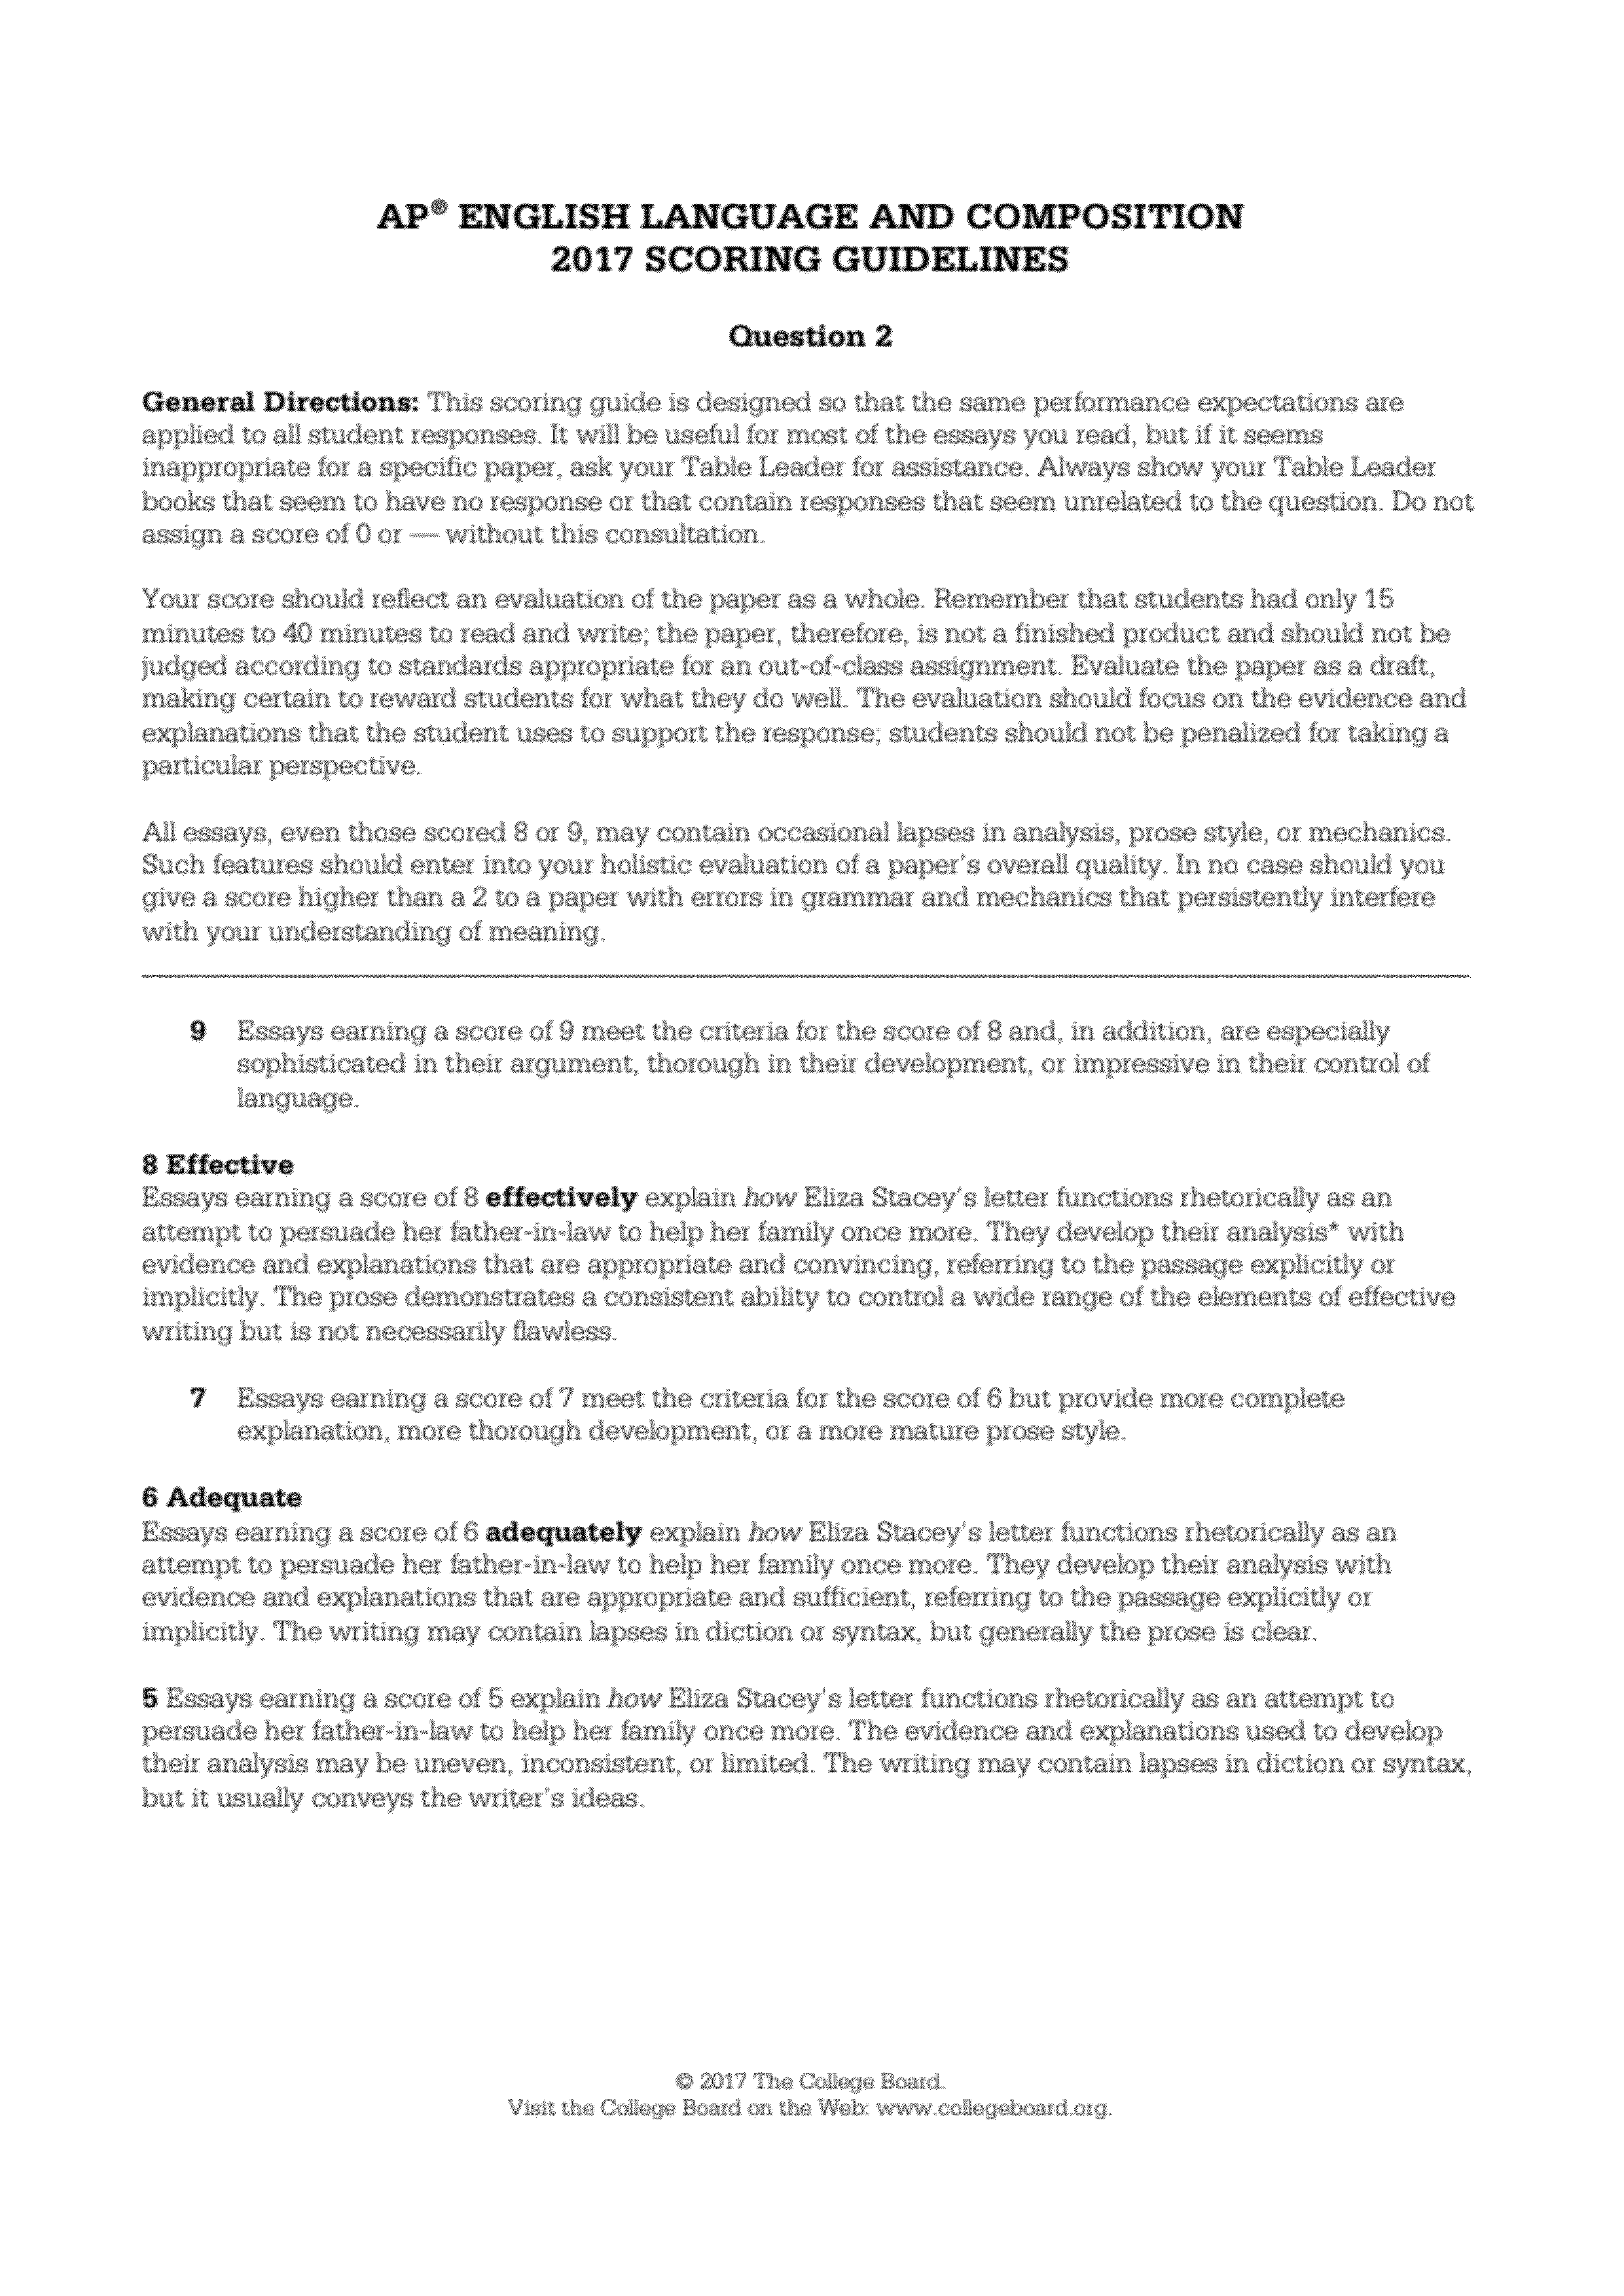 AP® ENGLISH LANGUAGE AND COMPOSITION
2017 SCORING GUIDELINES
Question 2
General Directions: This scoring guide is designed so that the same performance expectations are
applied to all student responses. It will be useful for most of the essays you read, but if it seems
inappropriate for a specific paper, ask your Table Leader for assistance. Always show your Table Leader
books that seem to have no response or that contain responses that seem unrelated to the question. Do not
assign a score of 0 or — without this consultation.
Your score should reflect an evaluation of the paper as a whole. Remember that students had only 15
minutes to 40 minutes to read and write; the paper, therefore, is not a finished product and should not be
judged according to standards appropriate for an out-of-class assignment. Evaluate the paper as a draft,
making certain to reward students for what they do well. The evaluation should focus on the evidence and
explanations that the student uses to support the response; students should not be penalized for taking a
particular perspective.
All essays, even those scored 8 or 9, may contain occasional lapses in analysis, prose style, or mechanics.
Such features should enter into your holistic evaluation of a paper's overall quality. In no case should you
give a score higher than a 2 to a paper with errors in grammar and mechanics that persistently interfere
with your understanding of meaning.
9 Essays earning a score of 9 meet the criteria for the score of 8 and, in addition, are especially
sophisticated in their argument, thorough in their development, or impressive in their control of
language.
8 Effective
Essays earning a score of 8 effectively explain how Eliza Stacey's letter functions rhetorically as an
attempt to persuade her father-in-law to help her family once more. They develop their analysis* with
evidence and explanations that are appropriate and convincing, referring to the passage explicitly or
implicitly. The prose demonstrates a consistent ability to control a wide range of the elements of effective
writing but is not necessarily flawless.
7 Essays earning a score of 7 meet the criteria for the score of 6 but provide more complete
explanation, more thorough development, or a more mature prose style.
6 Adequate
Essays earning a score of 6 adequately explain how Eliza Stacey's letter functions rhetorically as an
attempt to persuade her father-in-law to help her family once more. They develop their analysis with
evidence and explanations that are appropriate and sufficient, referring to the passage explicitly or
implicitly. The writing may contain lapses in diction or syntax, but generally the prose is clear.
5 Essays earning a score of 5 explain how Eliza Stacey's letter functions rhetorically as an attempt to
persuade her father-in-law to help her family once more. The evidence and explanations used to develop
their analysis may be uneven, inconsistent, or limited. The writing may contain lapses in diction or syntax,
but it usually conveys the writer's ideas.
© 2017 The College Board.
Visit the College Board on the Web: www.collegeboard.org.